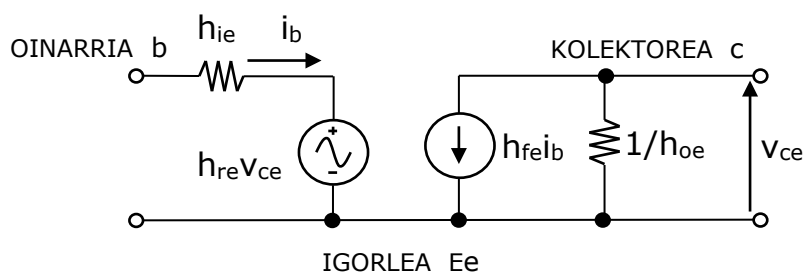 OINARRIA b
hie
ib
KOLEKTOREA c
+
hrevce
−
hfeib
1/hoe
vce
IGORLEA Ee